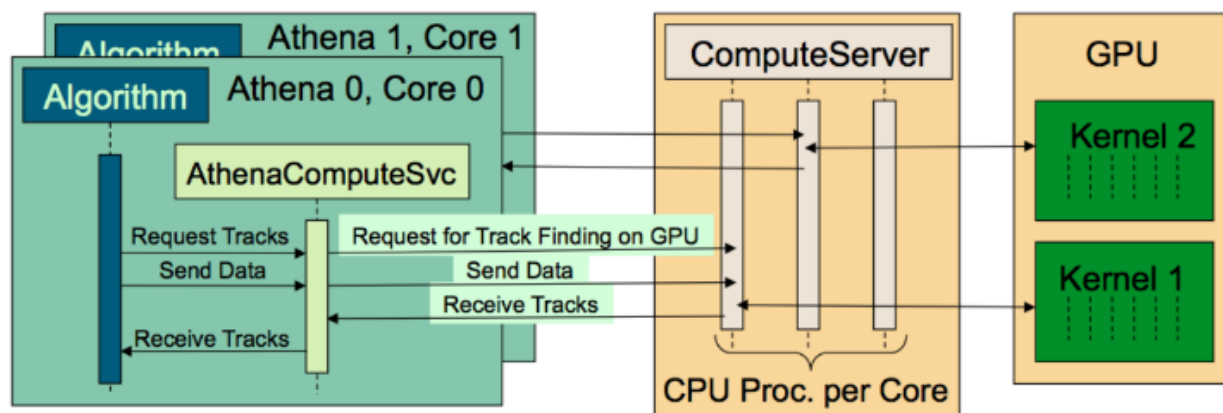 Algorithm
Athena 1, Core 1
Algorithm
Athena 0, Core 0
AthenaComputeSvc
Request Tracks
Request for Track Finding on GPU
Send Data
Send Data
Receive Tracks
Receive Tracks
ComputeServer
CPU Proc. per Core
GPU
Kernel 2
Kernel 1